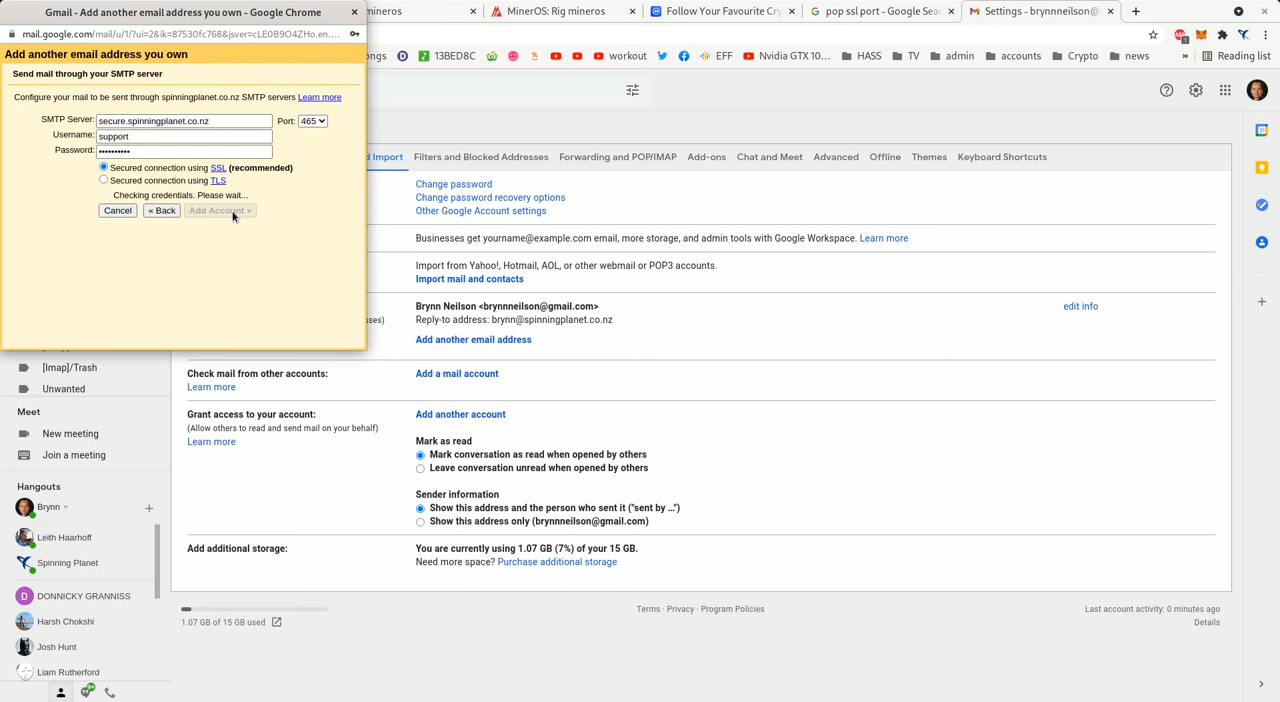 Gmail - Add another email address you own - Google Chrome
mail.google.com/mail/u/1/?ui=2&ik=87530fc768&jsver=cLE0B9O4ZHo.en....
Add another email address you own
Send mail through your SMTP server
Configure your mail to be sent through spinningplanet.co.nz SMTP servers Learn more
SMTP Server: secure.spinningplanet.co.nz Port: 465
Username: support
Password: ••••••••••
Secured connection using SSL (recommended)
Secured connection using TLS
Checking credentials. Please wait...
Cancel « Back Add Account »
mineros
MinerOS: Rig mineros
Follow Your Favourite Cry
pop ssl port - Google Sea
Settings - brynnneilson@
ongs 13BED8C workout EFF Nvidia GTX 10... HASS TV admin accounts Crypto news » Reading list
d Import Filters and Blocked Addresses Forwarding and POP/IMAP Add-ons Chat and Meet Advanced Offline Themes Keyboard Shortcuts
Change password
Change password recovery options
Other Google Account settings
Businesses get yourname@example.com email, more storage, and admin tools with Google Workspace. Learn more
Import from Yahoo!, Hotmail, AOL, or other webmail or POP3 accounts.
Import mail and contacts
Brynn Neilson <brynnneilson@gmail.com> edit info
sses) Reply-to address: brynn@spinningplanet.co.nz
Add another email address
Check mail from other accounts: Add a mail account
Learn more
Grant access to your account: Add another account
(Allow others to read and send mail on your behalf)
Learn more
Mark as read
Mark conversation as read when opened by others
Leave conversation unread when opened by others
Sender information
Show this address and the person who sent it ("sent by ...")
Show this address only (brynnneilson@gmail.com)
Add additional storage: You are currently using 1.07 GB (7%) of your 15 GB.
Need more space? Purchase additional storage
1.07 GB of 15 GB used
Terms · Privacy · Program Policies
Last account activity: 0 minutes ago
Details
[Imap]/Trash
Unwanted
Meet
New meeting
Join a meeting
Hangouts
Brynn
Leith Haarhoff
Spinning Planet
D DONNICKY GRANNISS
Harsh Chokshi
Josh Hunt
Liam Rutherford